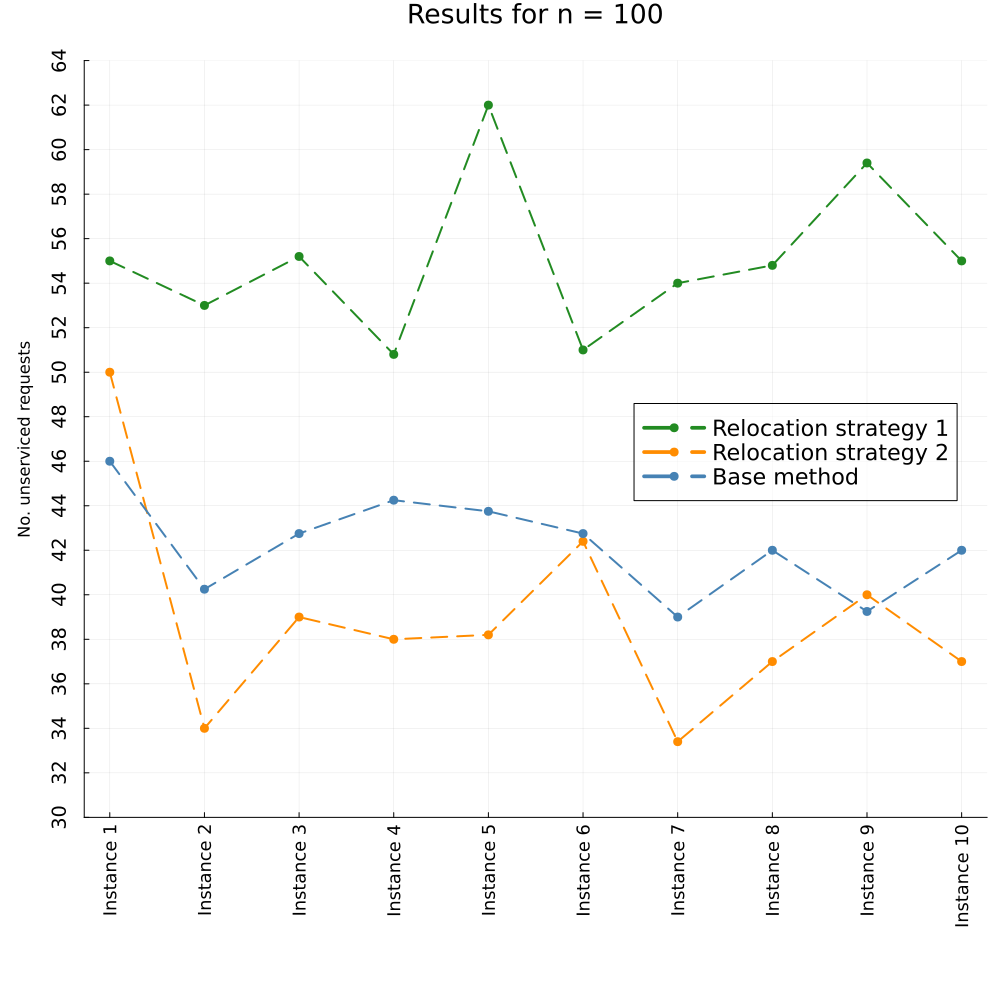 Results for n = 100
64
62
60
58
56
54
52
50
48
46
44
42
40
38
36
34
32
30
No. unserviced requests
Relocation strategy 1
Relocation strategy 2
Base method
Instance 1
Instance 2
Instance 3
Instance 4
Instance 5
Instance 6
Instance 7
Instance 8
Instance 9
Instance 10